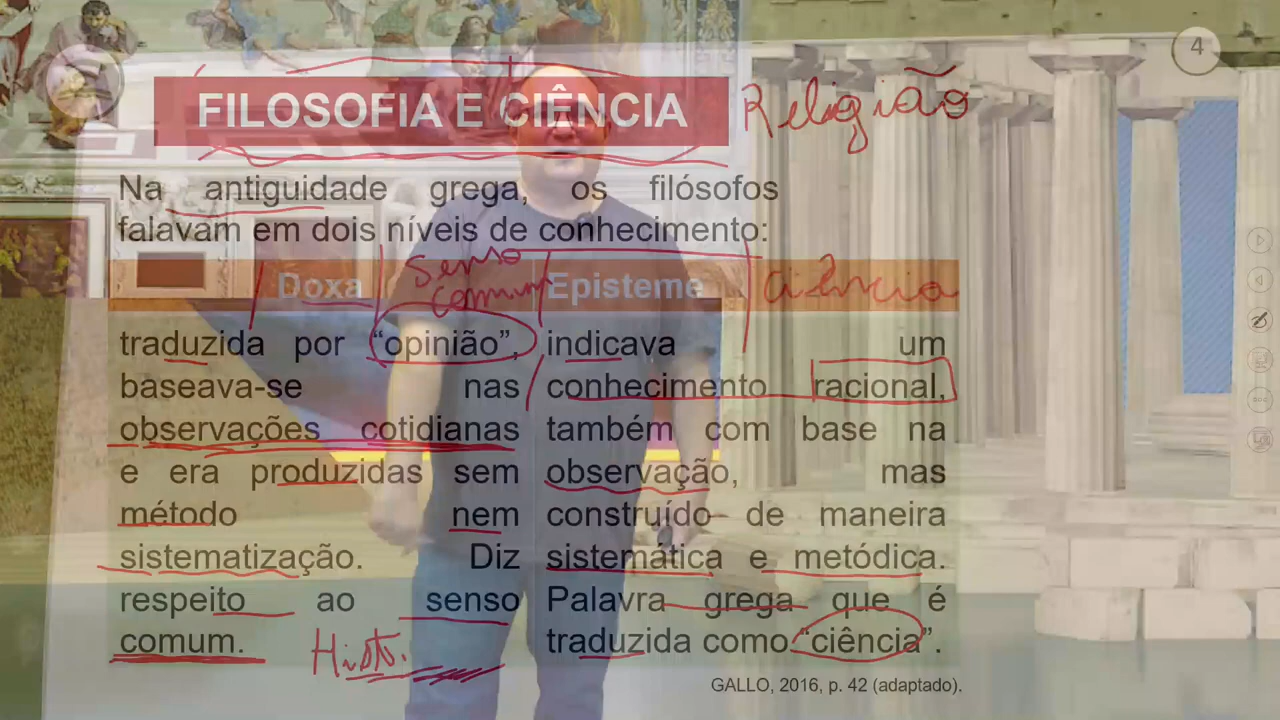 4
FILOSOFIA E CIÊNCIA
Religião
Na antiguidade grega, os filósofos
falavam em dois níveis de conhecimento:
Doxa
Senso
comum
traduzida por “opinião”,
baseava-se nas
observações cotidianas
e era produzidas sem
método nem
sistematização. Diz
respeito ao senso
comum.
Histo.
Episteme
Ciência
indicava um
conhecimento racional,
também com base na
observação, mas
construído de maneira
sistemática e metódica.
Palavra grega que é
traduzida como “ciência”.
GALLO, 2016, p. 42 (adaptado).